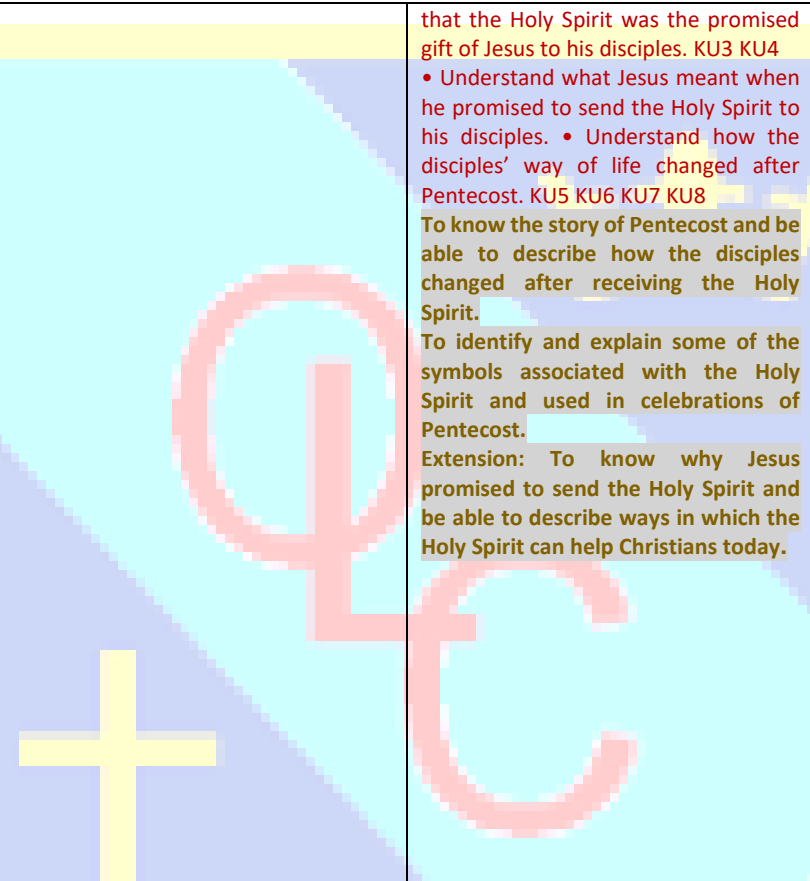 that the Holy Spirit was the promised
gift of Jesus to his disciples. KU3 KU4
• Understand what Jesus meant when
he promised to send the Holy Spirit to
his disciples. • Understand how the
disciples’ way of life changed after
Pentecost. KU5 KU6 KU7 KU8
To know the story of Pentecost and be
able to describe how the disciples
changed after receiving the Holy
Spirit.
To identify and explain some of the
symbols associated with the Holy
Spirit and used in celebrations of
Pentecost.
Extension: To know why Jesus
promised to send the Holy Spirit and
be able to describe ways in which the
Holy Spirit can help Christians today.
O
L
C